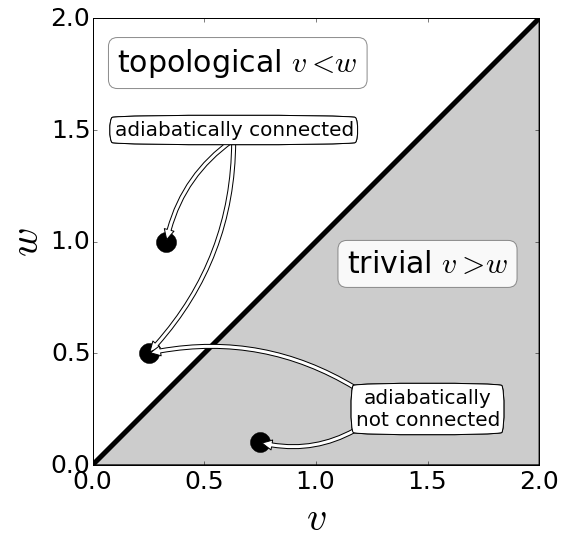 2.0
topological v < w
adiabatically connected
1.5
w
1.0
trivial v > w
0.5
adiabatically
not connected
0.0
0.0 0.5 1.0 1.5 2.0
v